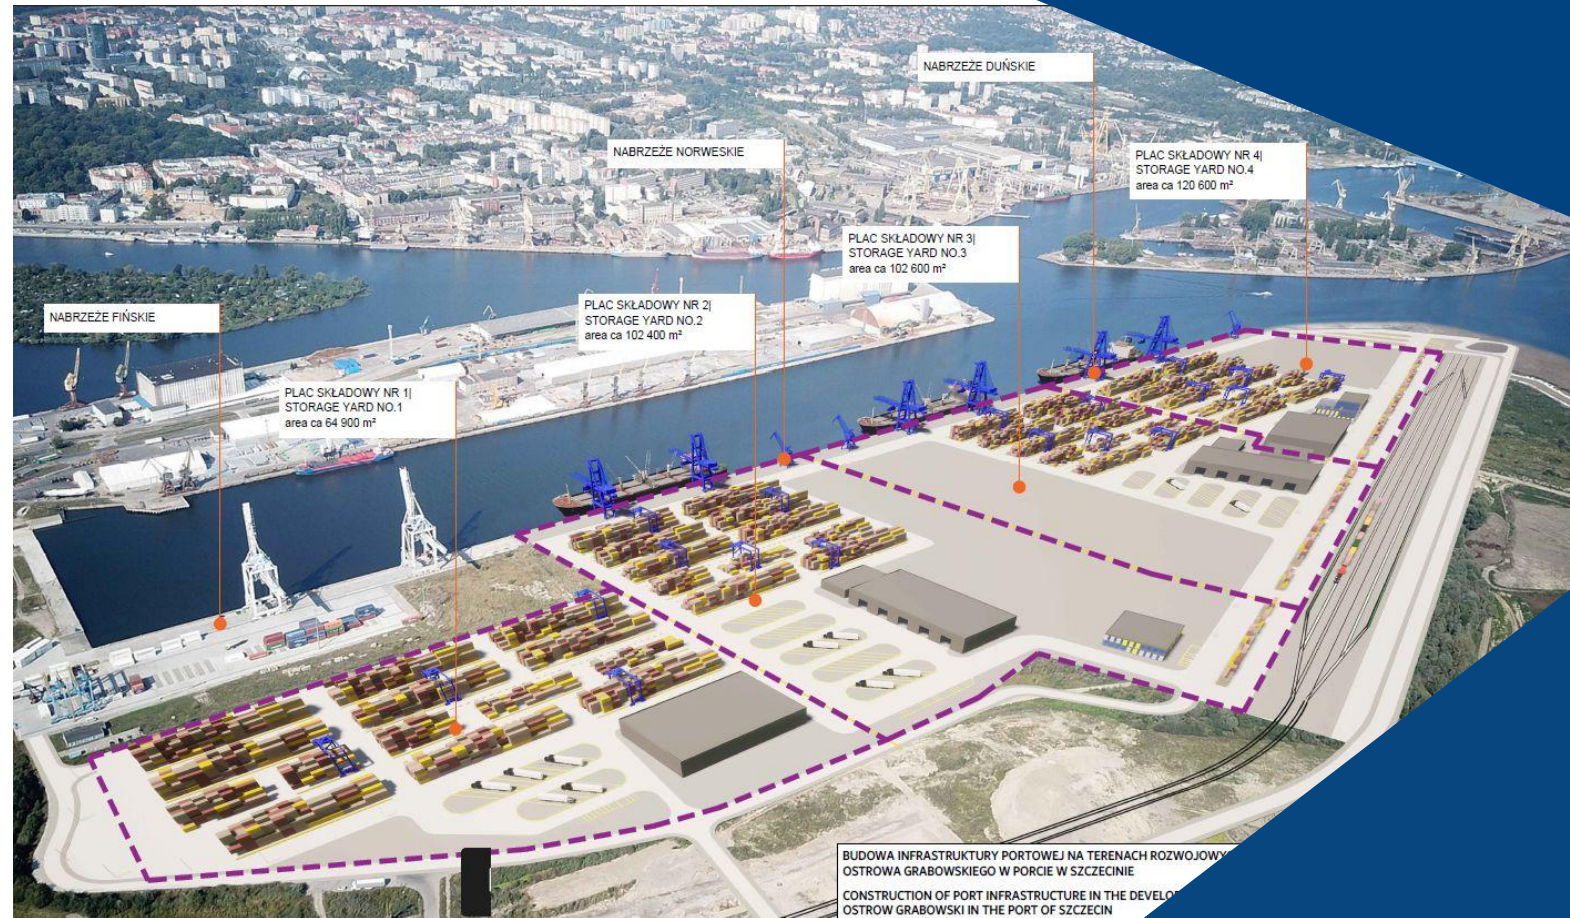 NABRZEŻE DUŃSKIE
NABRZEŻE NORWESKIE
PLAC SKŁADOWY NR 4|
STORAGE YARD NO.4
area ca 120 600 m²
PLAC SKŁADOWY NR 3|
STORAGE YARD NO.3
area ca 102 600 m²
PLAC SKŁADOWY NR 2|
STORAGE YARD NO.2
area ca 102 400 m²
NABRZEŻE FIŃSKIE
PLAC SKŁADOWY NR 1|
STORAGE YARD NO.1
area ca 64 900 m²
BUDOWA INFRASTRUKTURY PORTOWEJ NA TERENACH
OSTROWA GRABOWSKIEGO W PORCIE W SZCZECINIE
CONSTRUCTION OF PORT INFRASTRUCTURE IN THE
OSTROW GRABOWSKI IN THE PORT OF SZCZECIN